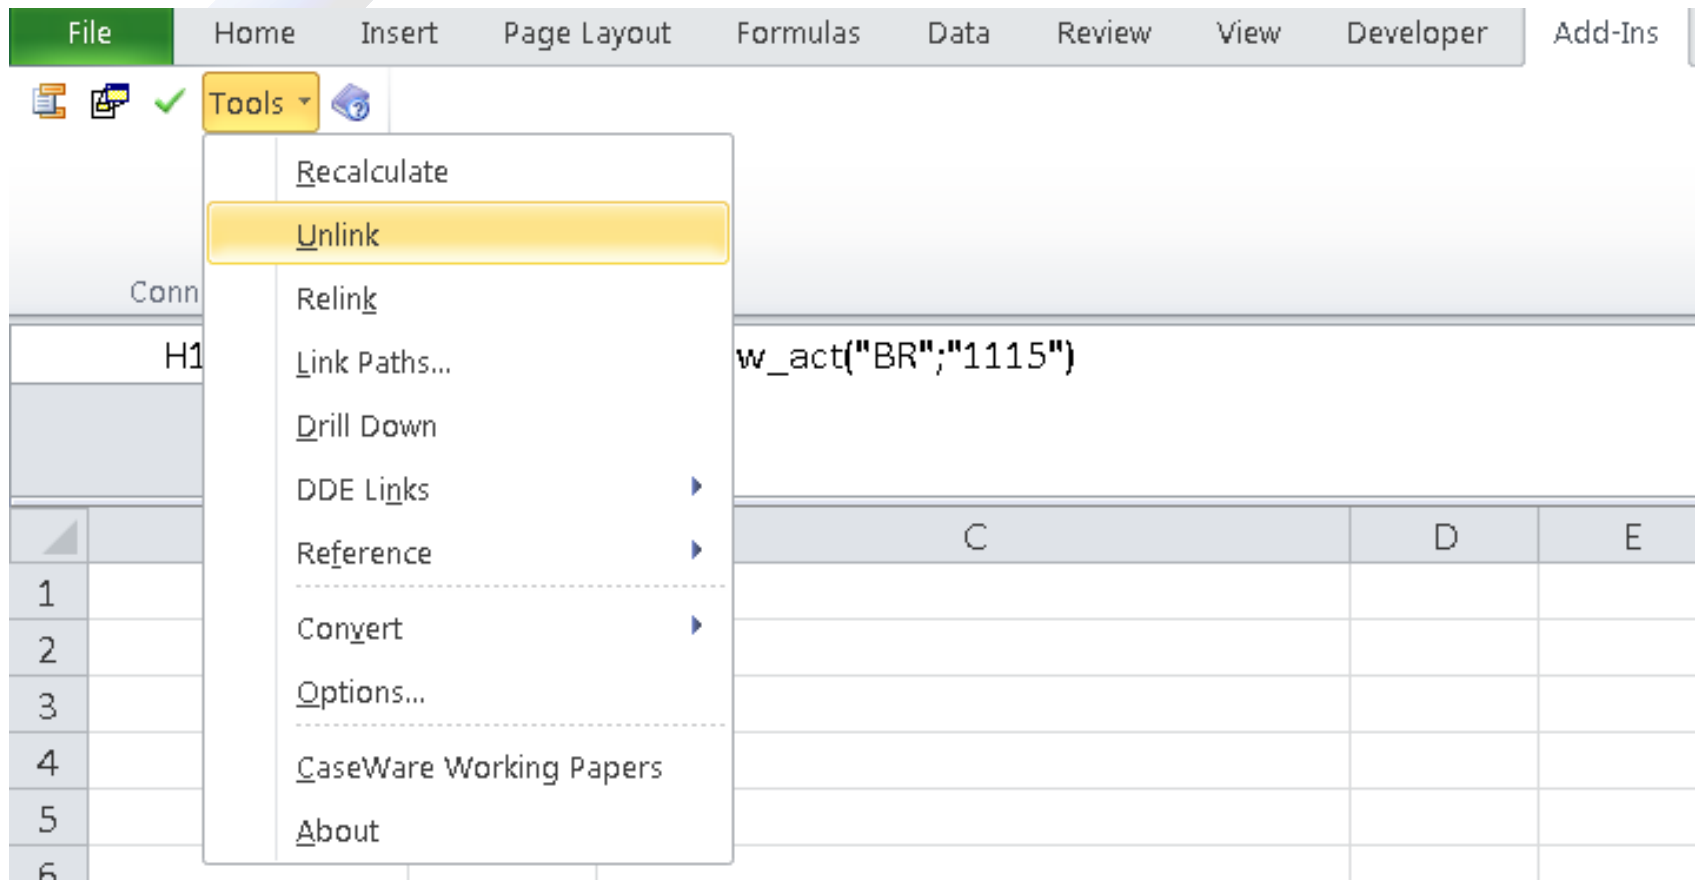 File Home Insert Page Layout Formulas Data Review View Developer Add-Ins
Tools
Recalculate
Unlink
Conn
Relink
H1 w_act("BR";"1115")
Link Paths...
Drill Down
DDE Links
C D E
Reference
1
Convert
2
Options...
3
4
CaseWare Working Papers
5
About
6